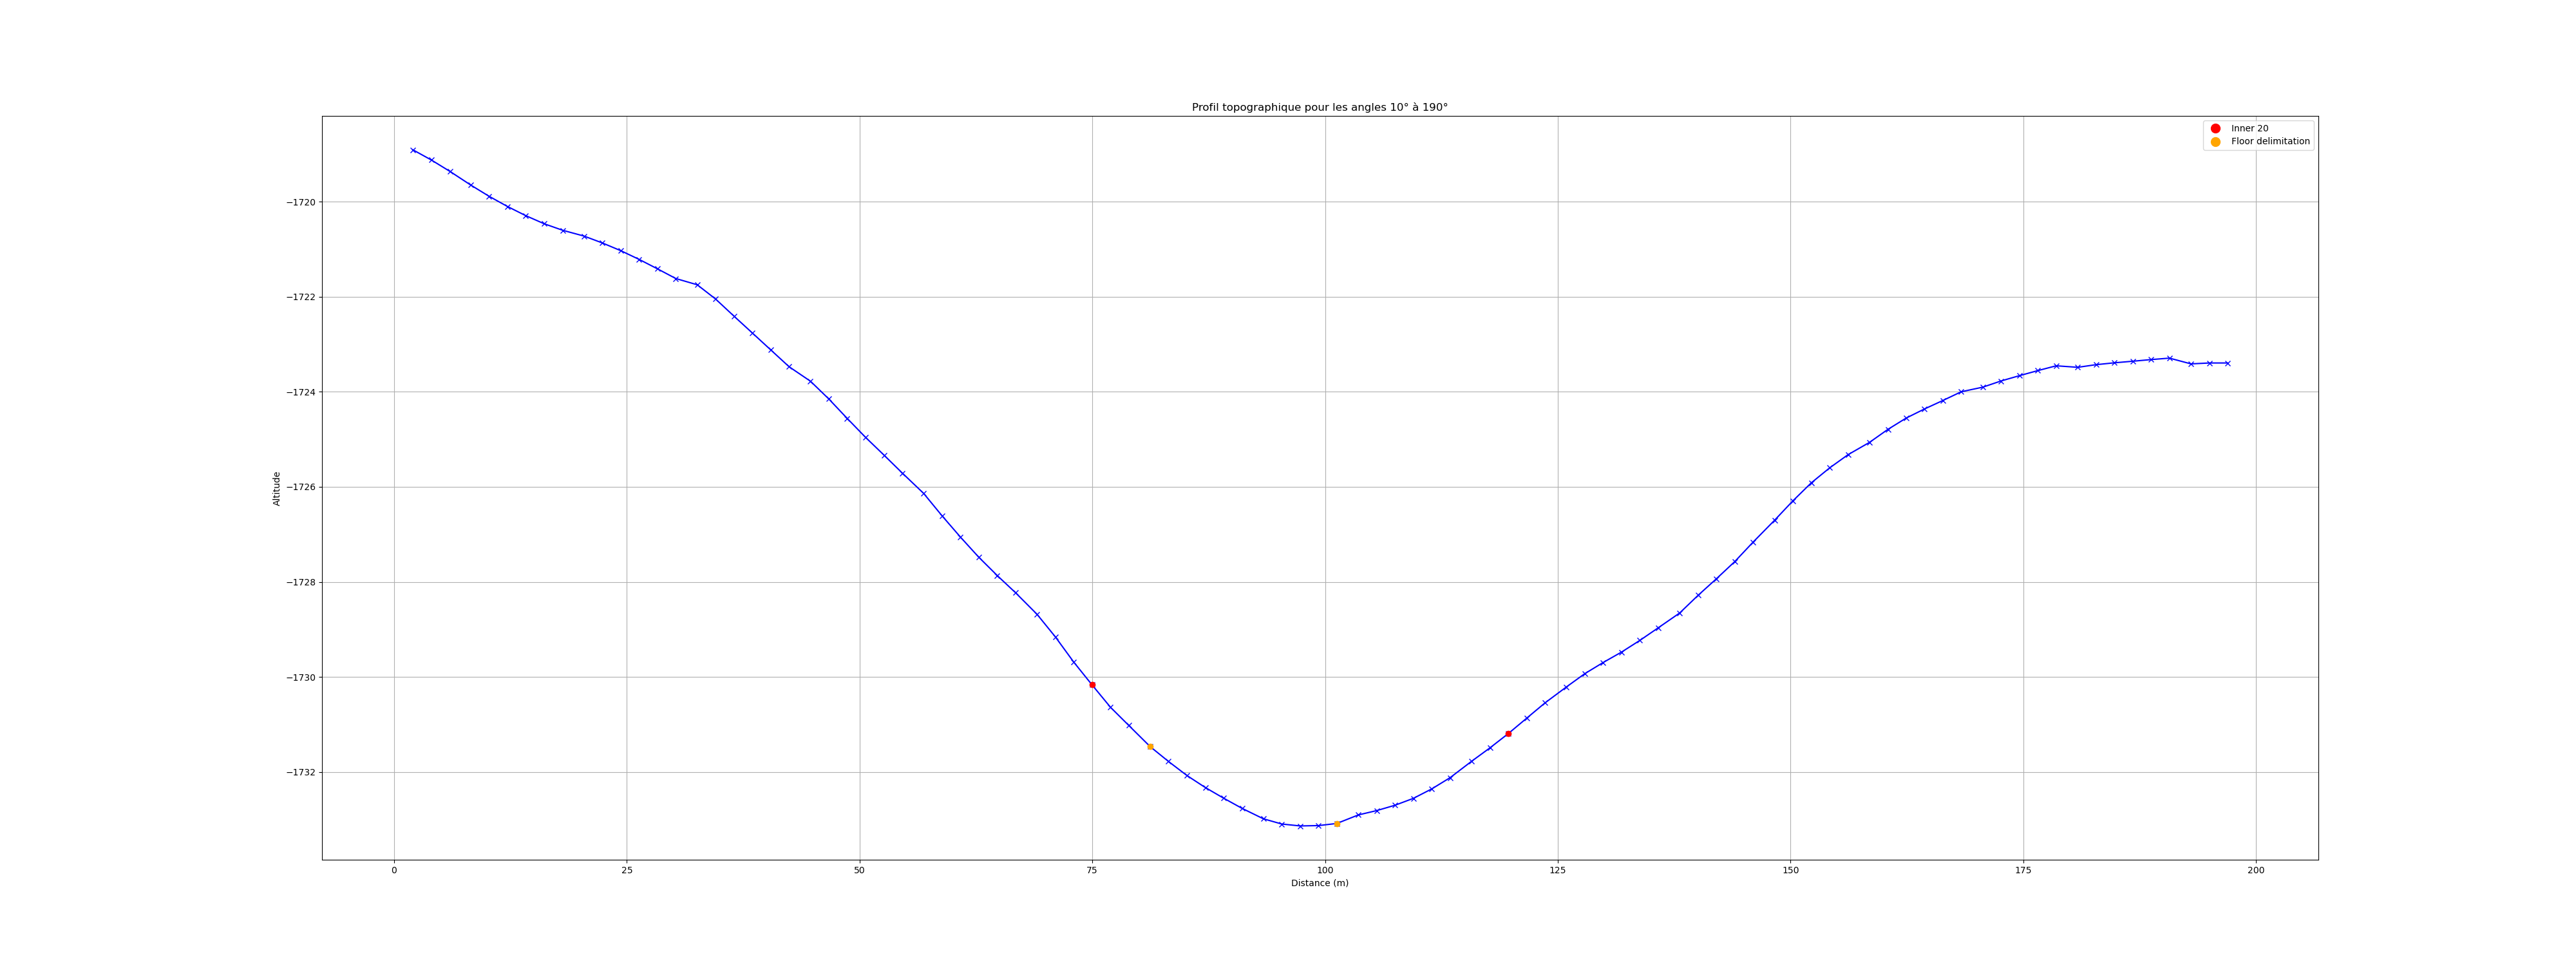 Profil topographique pour les angles 10° à 190°
Inner 20
Floor delimitation
−1720
−1722
−1724
−1726
−1728
−1730
−1732
Altitude
0 25 50 75 100 125 150 175 200
Distance (m)